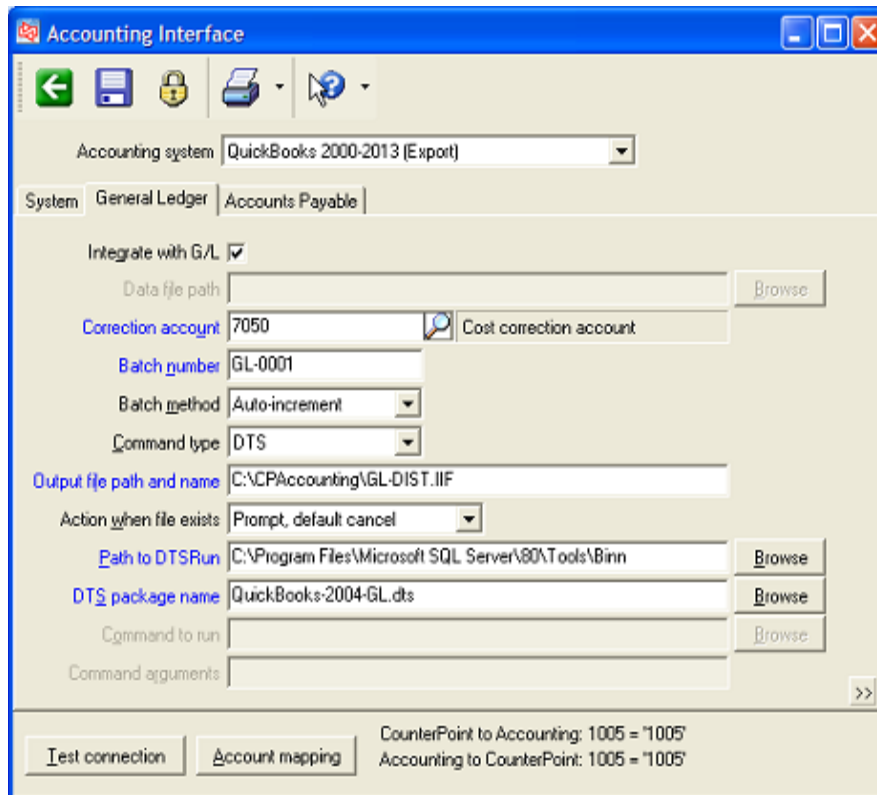 Accounting Interface
Accounting system QuickBooks 2000-2013 (Export)
System General Ledger Accounts Payable
Integrate with G/L
Data file path Browse
Correction account 7050 Cost correction account
Batch number GL-0001
Batch method Auto-increment
Command type DTS
Output file path and name C:\CPAccounting\GL-DIST.IIF
Action when file exists Prompt, default cancel
Path to DTSRun C:\Program Files\Microsoft SQL Server\80\Tools\Binn Browse
DTS package name QuickBooks-2004-GL.dts Browse
Command to run Browse
Command arguments
>>
Test connection Account mapping CounterPoint to Accounting: 1005 = '1005'
Accounting to CounterPoint: 1005 = '1005'